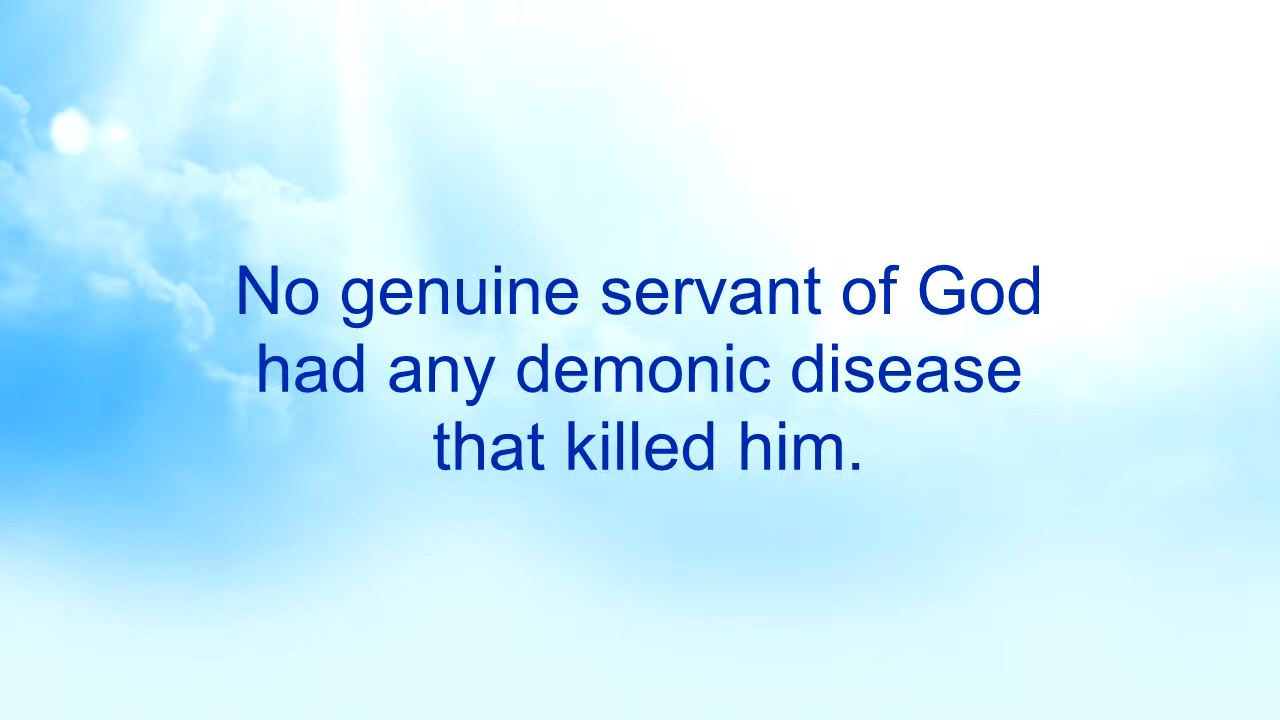 No genuine servant of God
had any demonic disease
that killed him.